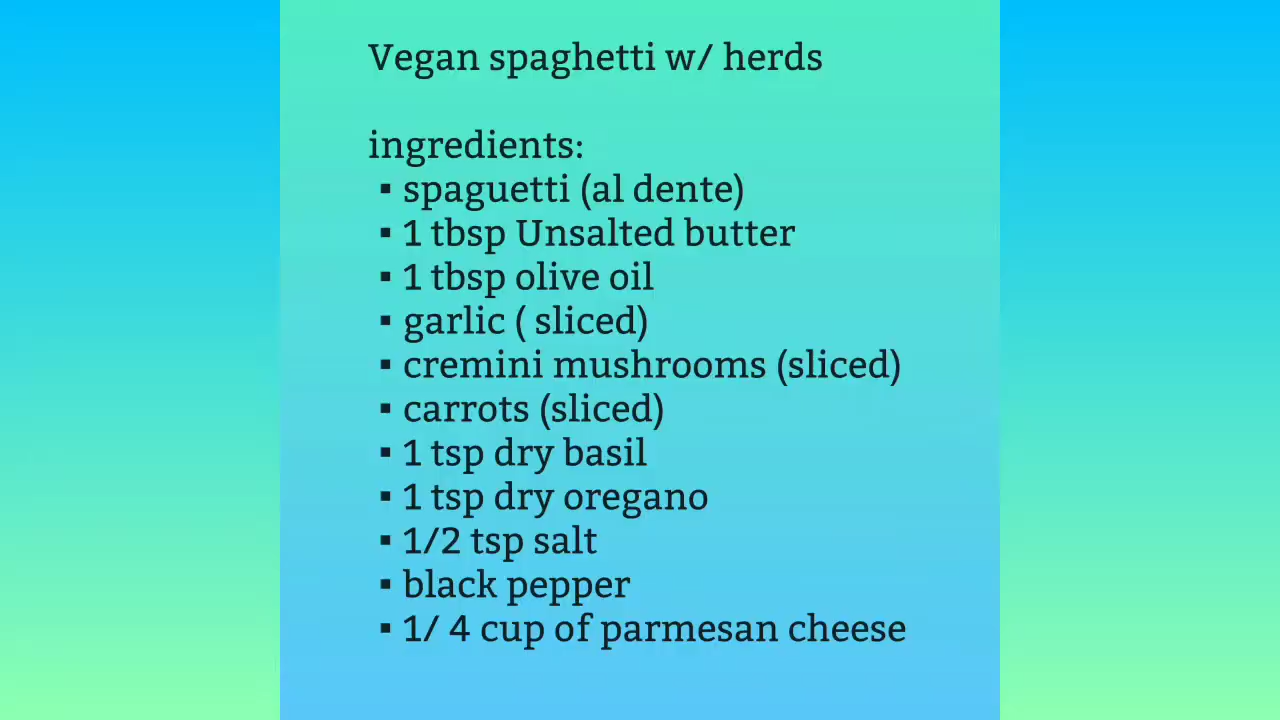 Vegan spaghetti w/ herds
ingredients:
▪ spaguetti (al dente)
▪ 1 tbsp Unsalted butter
▪ 1 tbsp olive oil
▪ garlic ( sliced)
▪ cremini mushrooms (sliced)
▪ carrots (sliced)
▪ 1 tsp dry basil
▪ 1 tsp dry oregano
▪ 1/2 tsp salt
▪ black pepper
▪ 1/ 4 cup of parmesan cheese